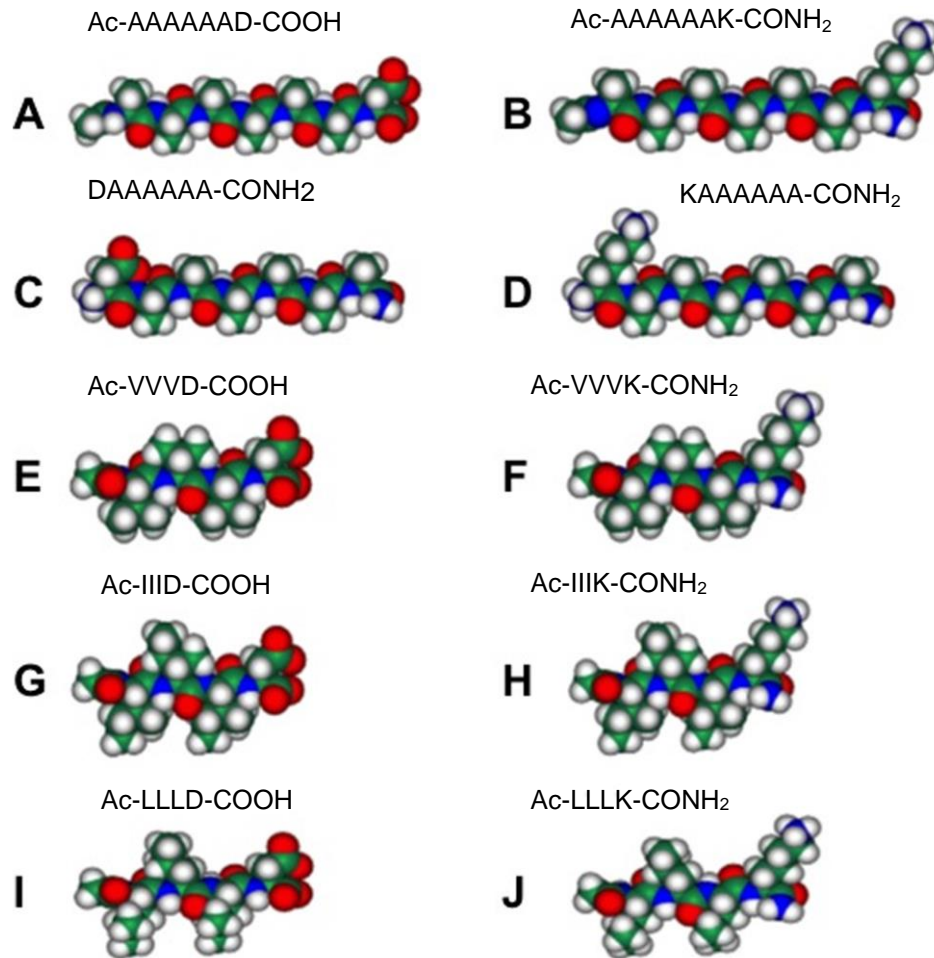 Ac-AAAAAAD-COOH
Ac-AAAAAAK-CONH₂
A
B
DAAAAAA-CONH2
KAAAAAA-CONH₂
C
D
Ac-VVVD-COOH
Ac-VVVK-CONH₂
E
F
Ac-IIID-COOH
Ac-IIIK-CONH₂
G
H
Ac-LLLD-COOH
Ac-LLLK-CONH₂
I
J